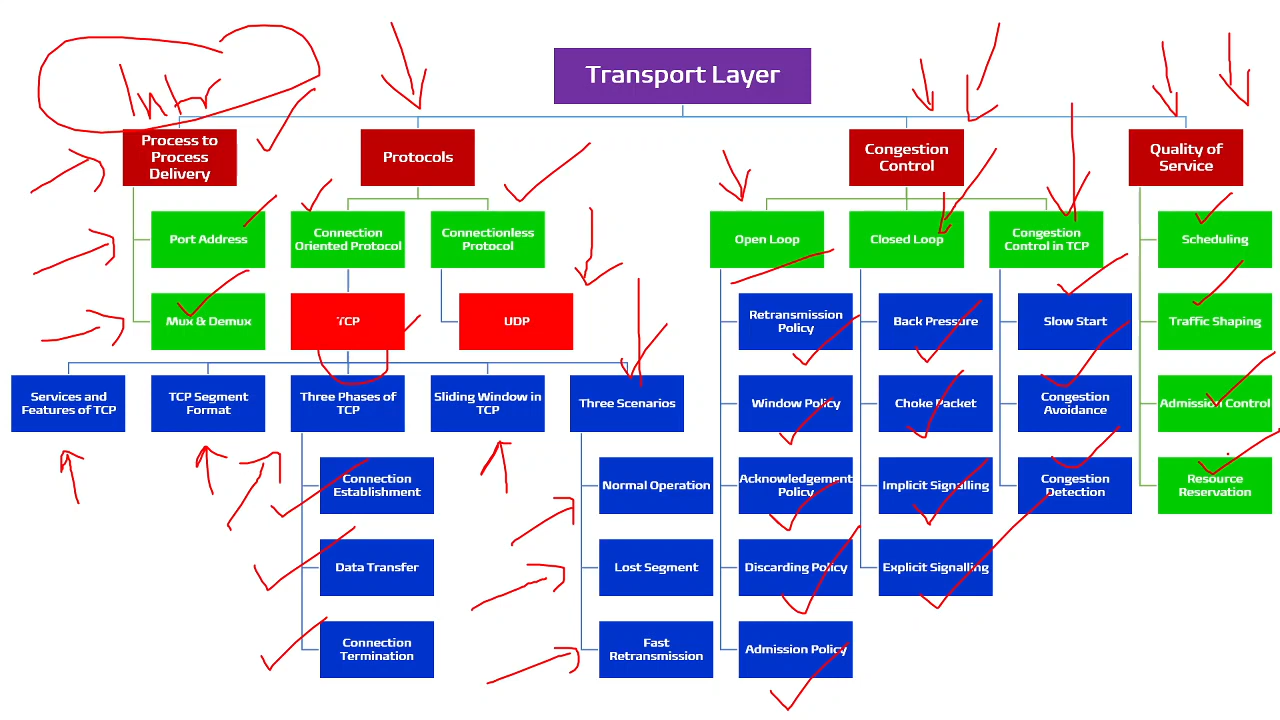 Transport Layer
Process to
Process
Delivery
Protocols
Congestion
Control
Quality of
Service
Port Address
Connection
Oriented Protocol
Connectionless
Protocol
Open Loop
Closed Loop
Congestion
Control in TCP
Scheduling
Mux & Demux
TCP
UDP
Retransmission
Policy
Back Pressure
Slow Start
Traffic Shaping
Services and
Features of TCP
TCP Segment
Format
Three Phases of
TCP
Sliding Window in
TCP
Three Scenarios
Window Policy
Choke Packet
Congestion
Avoidance
Admission Control
Connection
Establishment
Normal Operation
Acknowledgement
Policy
Implicit Signalling
Congestion
Detection
Resource
Reservation
Data Transfer
Lost Segment
Discarding Policy
Explicit Signalling
Connection
Termination
Fast
Retransmission
Admission Policy